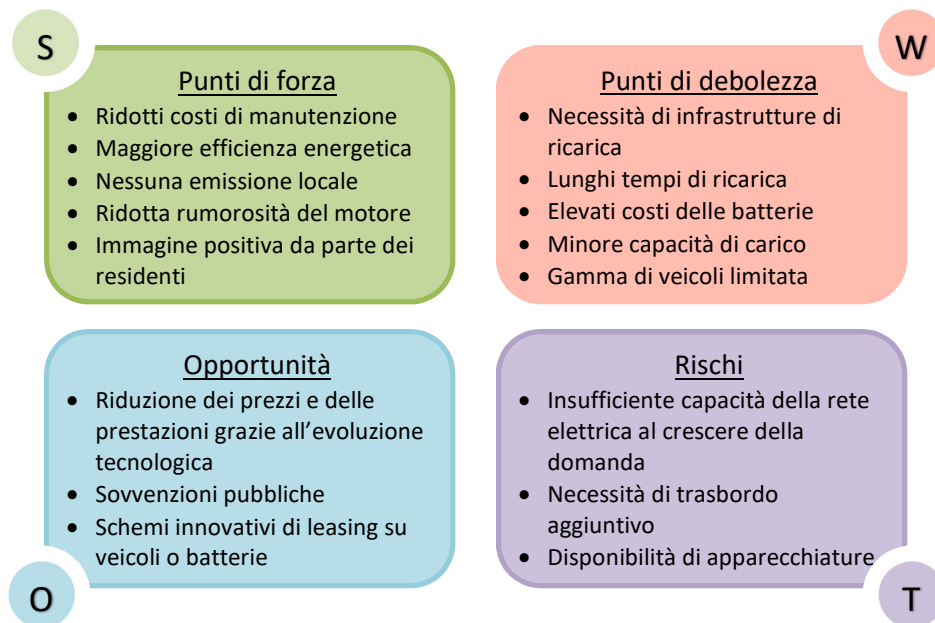 S
Punti di forza
• Ridotti costi di manutenzione
• Maggiore efficienza energetica
• Nessuna emissione locale
• Ridotta rumorosità del motore
• Immagine positiva da parte dei
residenti
W
Punti di debolezza
• Necessità di infrastrutture di
ricarica
• Lunghi tempi di ricarica
• Elevati costi delle batterie
• Minore capacità di carico
• Gamma di veicoli limitata
Opportunità
• Riduzione dei prezzi e delle
prestazioni grazie all'evoluzione
tecnologica
• Sovvenzioni pubbliche
• Schemi innovativi di leasing su
veicoli o batterie
O
Rischi
• Insufficiente capacità della rete
elettrica al crescere della
domanda
• Necessità di trasbordo
aggiuntivo
• Disponibilità di apparecchiature
T